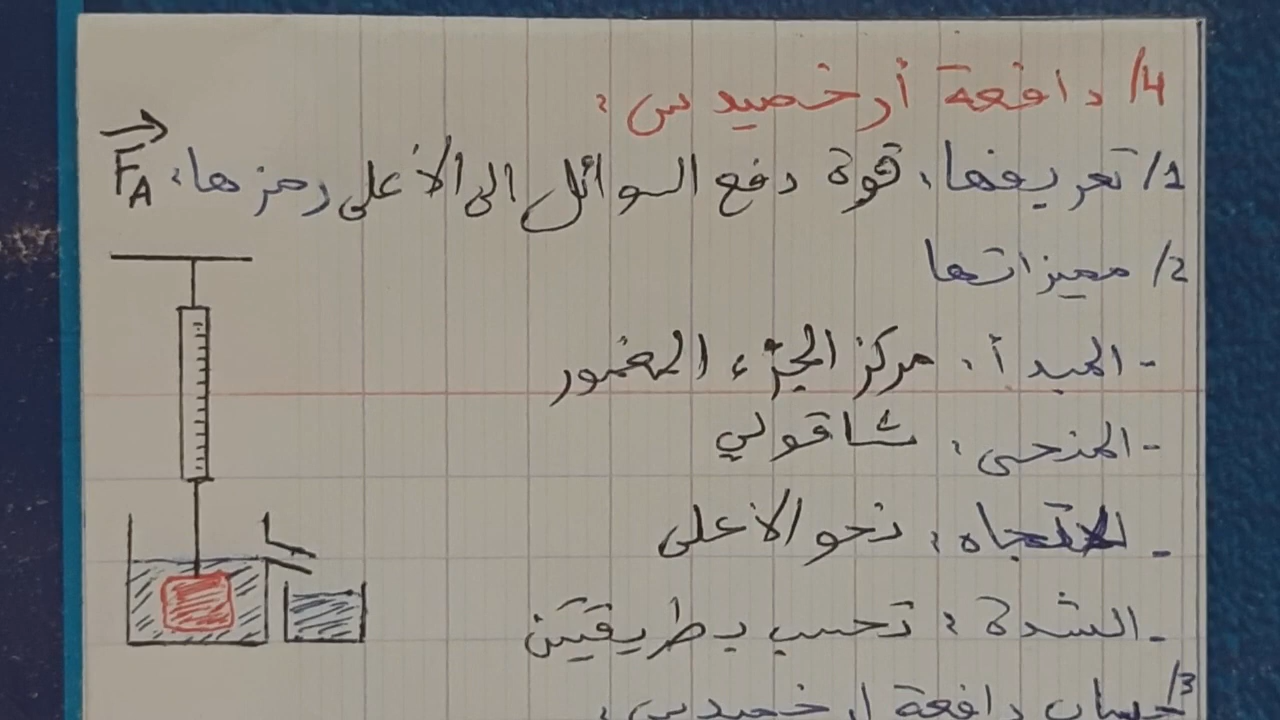 4/ دافعة أرخميدس :
1/ تعريفها: قوة دفع السوائل الى الأعلى رمزها: F_A
2/ مميزاتها
- المبدأ: مركز الجزء المغمور
- المنحى: شاقولي
- الاتجاه: نحو الأعلى
- الشدة: تحسب بطريقتين
3/ حساب دافعة ارخميدس: